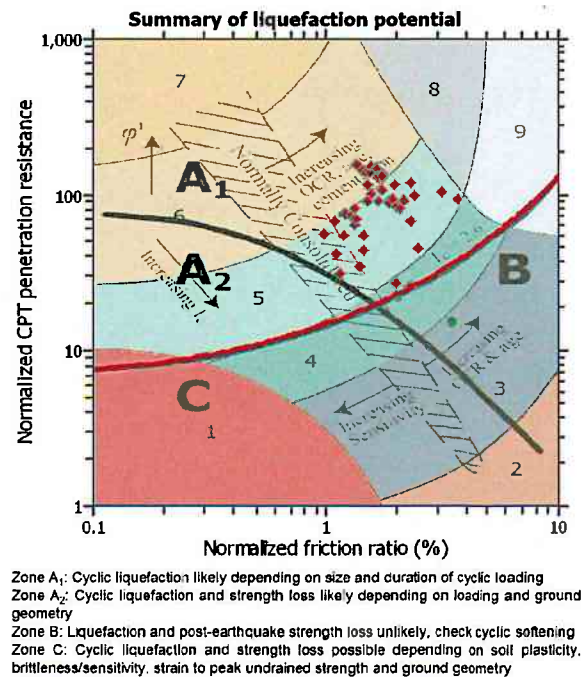 Summary of liquefaction potential
1,000
7
8
9
φ'
Increasing
OCR &
cementation
Normally Consolidated
A1
100
6
A2
Increasing I
5
B
10
4
C
Increasing
OCR & age
3
Increasing
Sensitivity
1
2
1
0.1
1
10
Normalized CPT penetration resistance
Normalized friction ratio (%)
Zone A1: Cyclic liquefaction likely depending on size and duration of cyclic loading
Zone A2: Cyclic liquefaction and strength loss likely depending on loading and ground
geometry
Zone B: Liquefaction and post-earthquake strength loss unlikely, check cyclic softening
Zone C: Cyclic liquefaction and strength loss possible depending on soil plasticity,
brittleness/sensitivity, strain to peak undrained strength and ground geometry